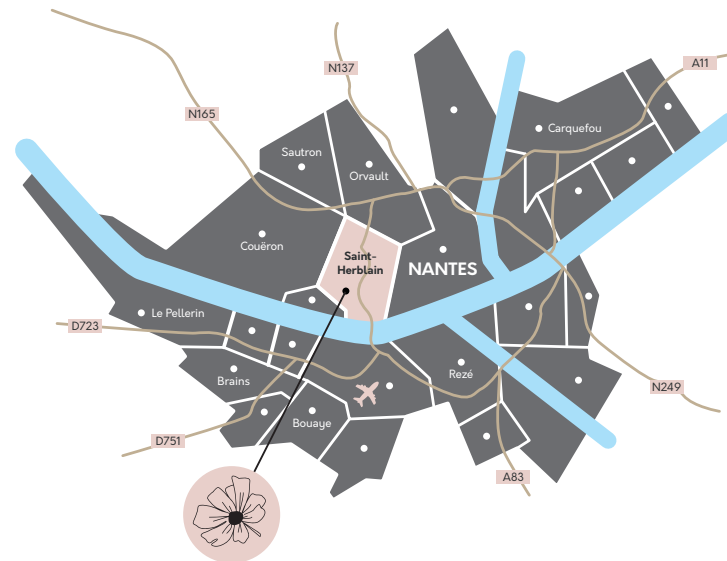 N137
A11
N165
Carquefou
Sautron
Orvault
Couëron
Saint-
Herblain
NANTES
Le Pellerin
D723
Brains
Rezé
N249
Bouaye
D751
A83